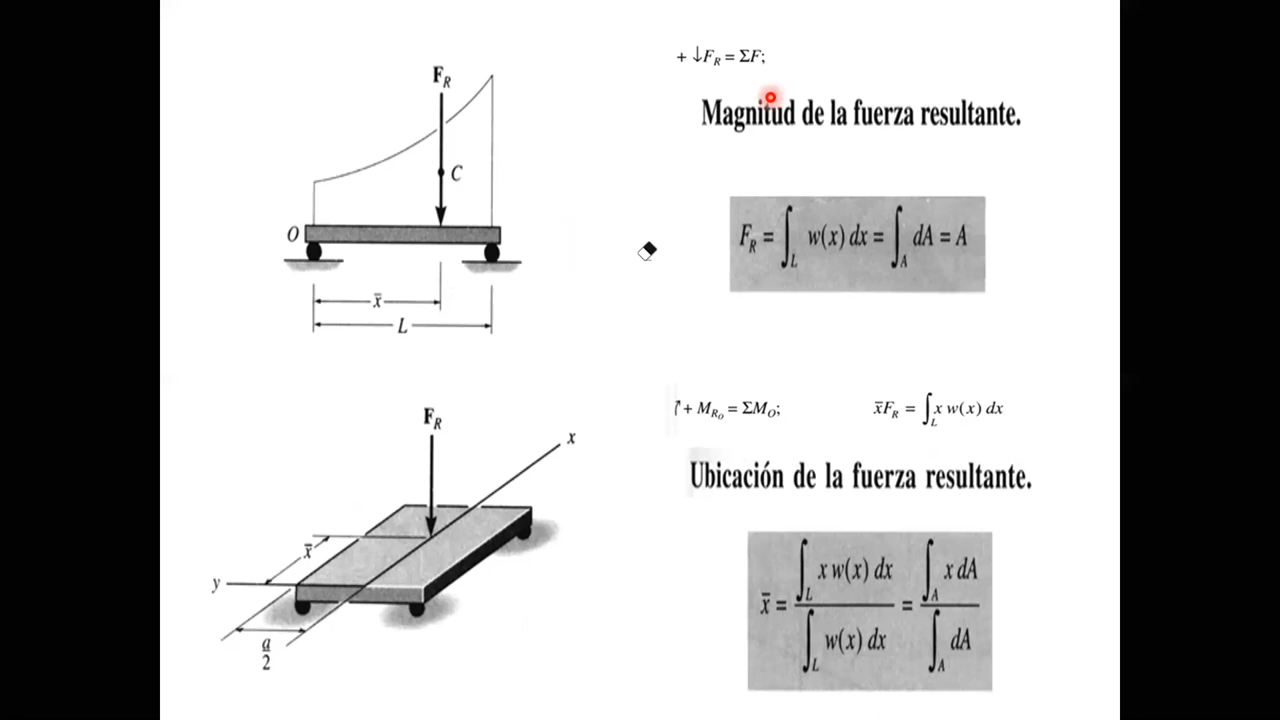 + ↓F_R = ΣF;
Magnitud de la fuerza resultante.
F_R = ∫_L w(x) dx = ∫_A dA = A
F_R
C
O
x̄
L
↱+ M_{R_O} = ΣM_O;
x̄F_R = ∫_L x w(x) dx
Ubicación de la fuerza resultante.
x̄ = ∫_L x w(x) dx / ∫_L w(x) dx = ∫_A x dA / ∫_A dA
F_R
x
x̄
y
a/2